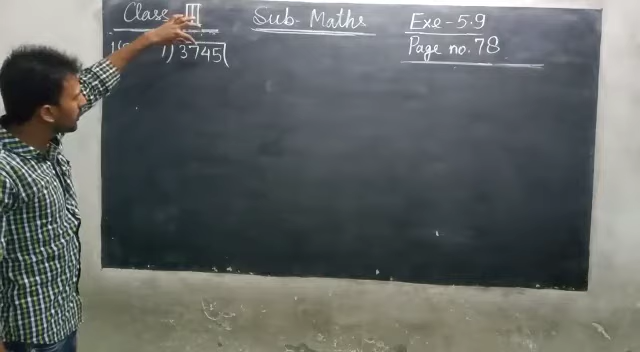 Class - III
Sub- Maths
Exe - 5.9
Page no. 78
1) 3745(